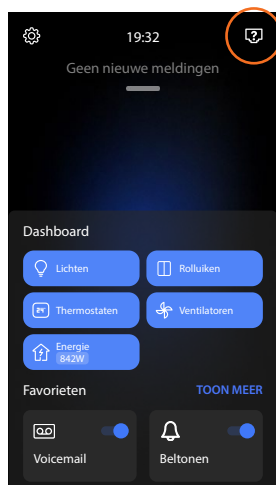 19:32
Geen nieuwe meldingen
Dashboard
Lichten
Rolluiken
Thermostaten
Ventilatoren
Energie
842W
Favorieten
TOON MEER
Voicemail
Beltonen